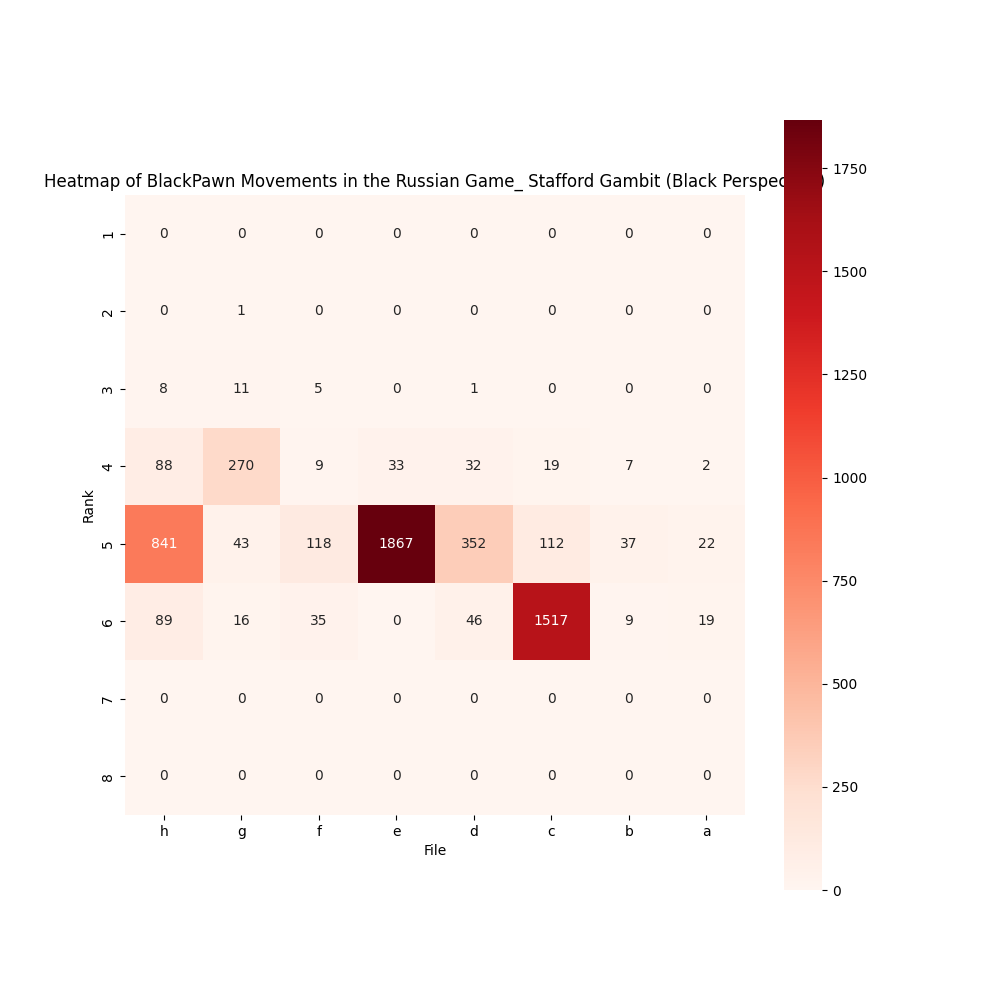 Heatmap of BlackPawn Movements in the Russian Game_ Stafford Gambit (Black Perspec )
1 0 0 0 0 0 0 0 0
2 0 1 0 0 0 0 0 0
3 8 11 5 0 1 0 0 0
4 88 270 9 33 32 19 7 2
5 841 43 118 1867 352 112 37 22
6 89 16 35 0 46 1517 9 19
7 0 0 0 0 0 0 0 0
8 0 0 0 0 0 0 0 0
h g f e d c b a
File
Rank
1750
1500
1250
1000
750
500
250
0